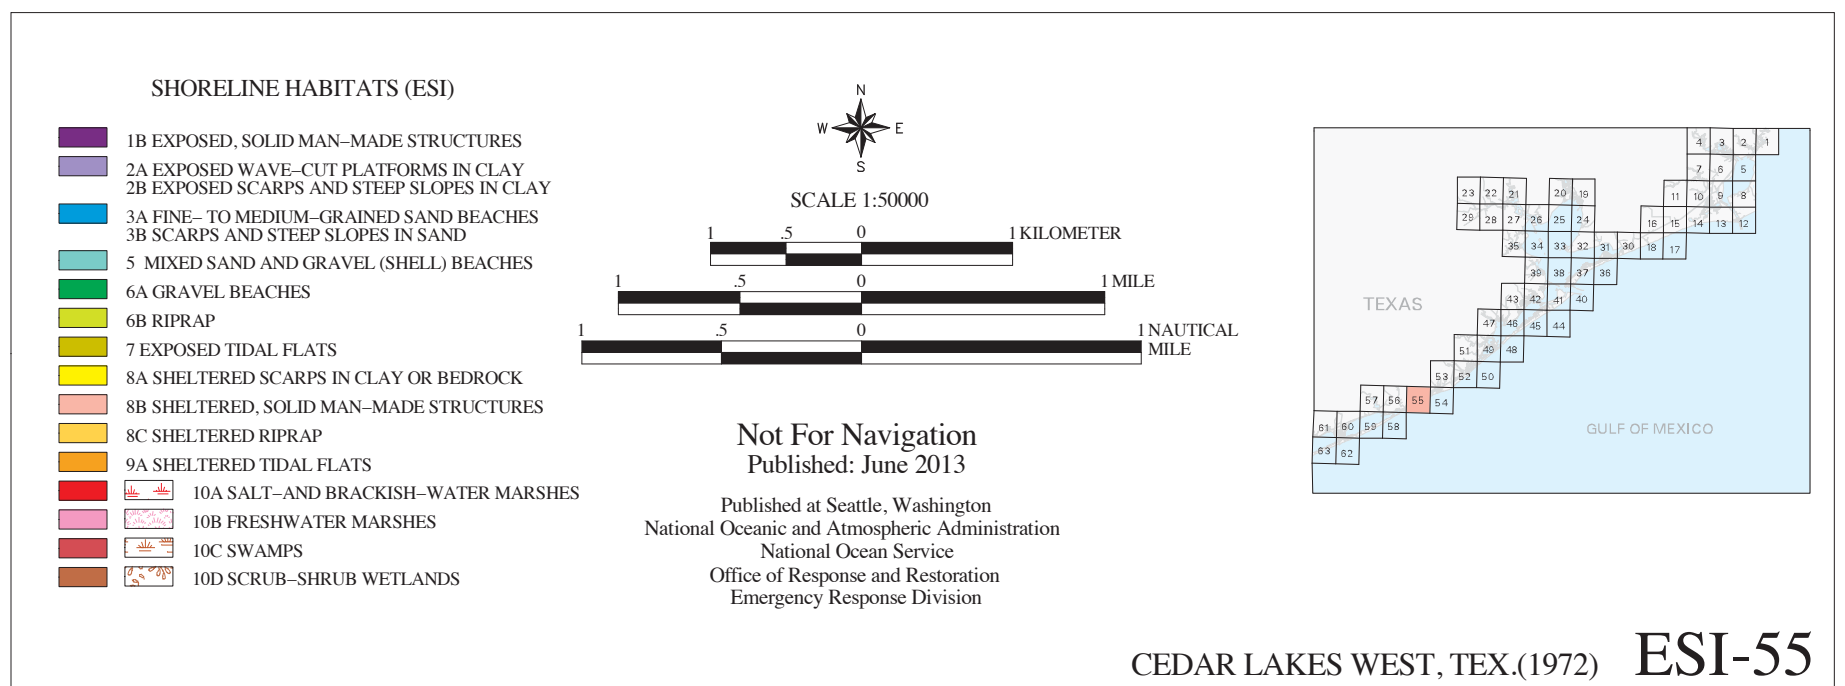 SHORELINE HABITATS (ESI)
1B EXPOSED, SOLID MAN–MADE STRUCTURES
2A EXPOSED WAVE–CUT PLATFORMS IN CLAY
2B EXPOSED SCARPS AND STEEP SLOPES IN CLAY
3A FINE– TO MEDIUM–GRAINED SAND BEACHES
3B SCARPS AND STEEP SLOPES IN SAND
5 MIXED SAND AND GRAVEL (SHELL) BEACHES
6A GRAVEL BEACHES
6B RIPRAP
7 EXPOSED TIDAL FLATS
8A SHELTERED SCARPS IN CLAY OR BEDROCK
8B SHELTERED, SOLID MAN–MADE STRUCTURES
8C SHELTERED RIPRAP
9A SHELTERED TIDAL FLATS
10A SALT–AND BRACKISH–WATER MARSHES
10B FRESHWATER MARSHES
10C SWAMPS
10D SCRUB–SHRUB WETLANDS
N
W E
S
SCALE 1:50000
1 .5 0 1 KILOMETER
1 .5 0 1 MILE
1 .5 0 1 NAUTICAL
MILE
Not For Navigation
Published: June 2013
Published at Seattle, Washington
National Oceanic and Atmospheric Administration
National Ocean Service
Office of Response and Restoration
Emergency Response Division
4 3 2 1
7 6 5
23 22 21 20 19 11 10 9 8
29 28 27 26 25 24 16 15 14 13 12
35 34 33 32 31 30 18 17
39 38 37 36
TEXAS
43 42 41 40
47 46 45 44
51 49 48
53 52 50
57 56 55 54
61 60 59 58
GULF OF MEXICO
63 62
CEDAR LAKES WEST, TEX.(1972) ESI-55